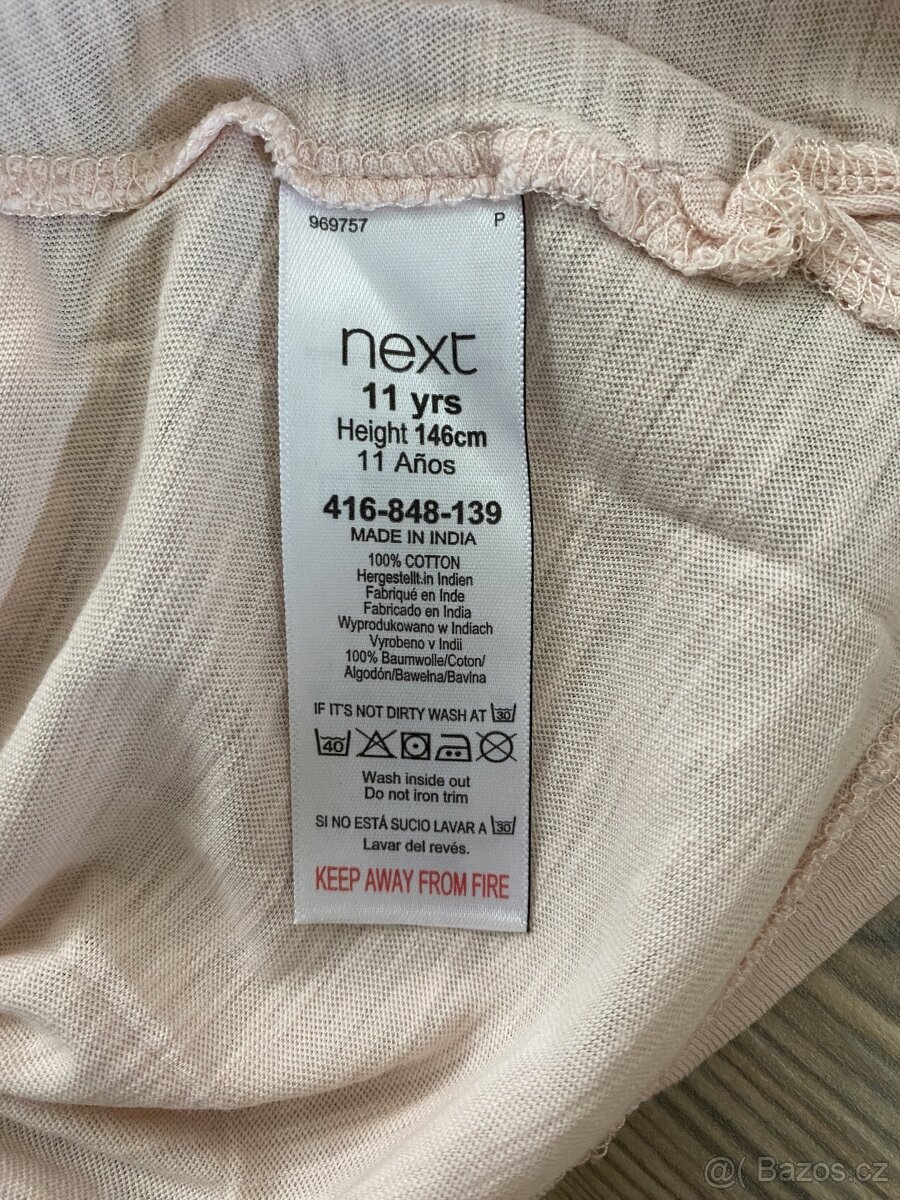 969757 P
next
11 yrs
Height 146cm
11 Años
416-848-139
MADE IN INDIA
100% COTTON
Hergestellt.in Indien
Fabriqué en Inde
Fabricado en India
Wyprodukowano w Indiach
Vyrobeno v Indii
100% Baumwolle/Coton/
Algodón/Bawełna/Bavlna
IF IT'S NOT DIRTY WASH AT 30
40
Wash inside out
Do not iron trim
SI NO ESTÁ SUCIO LAVAR A 30
Lavar del revés.
KEEP AWAY FROM FIRE
@( Bazos.cz